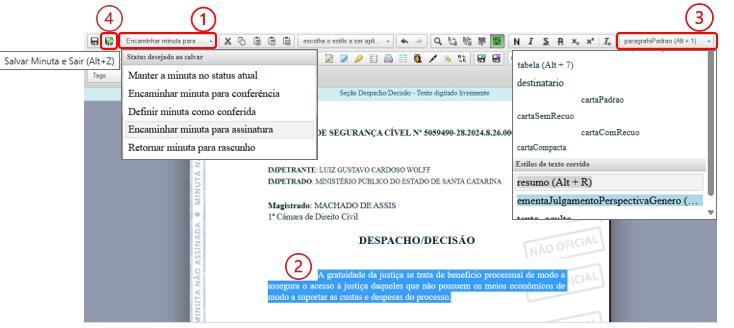 4
1
3
Encaminhar minuta para ...
escolha o estilo a ser apli...
N I S R X₂ X² Tx
paragrafoPadrao (Alt + 1)
Salvar Minuta e Sair (Alt+Z)
Status desejado ao salvar
Manter a minuta no status atual
Encaminhar minuta para conferência
Definir minuta como conferida
Encaminhar minuta para assinatura
Retornar minuta para rascunho
Tags
Seção Despacho/Decisão - Texto digitado livremente
tabela (Alt + 7)
destinatario
cartaPadrao
cartaSemRecuo
cartaComRecuo
cartaCompacta
Estilos de texto corrido
resumo (Alt + R)
ementaJulgamentoPerspectivaGenero (...
texto_oculto
DE SEGURANÇA CÍVEL Nº 5059490-28.2024.8.26.00
IMPETRANTE: LUIZ GUSTAVO CARDOSO WOLFF
IMPETRADO: MINISTÉRIO PÚBLICO DO ESTADO DE SANTA CATARINA
Magistrado: MACHADO DE ASSIS
1ª Câmara de Direito Civil
DESPACHO/DECISÃO
NÃO OFICIAL
2
A gratuidade da justiça se trata de benefício processual de modo a
assegura o acesso à justiça daqueles que não possuem os meios econômicos de
modo a suportar as custas e despesas do processo.
CIAL
MINUTA NÃO ASSINADA ◆ MINUTA N